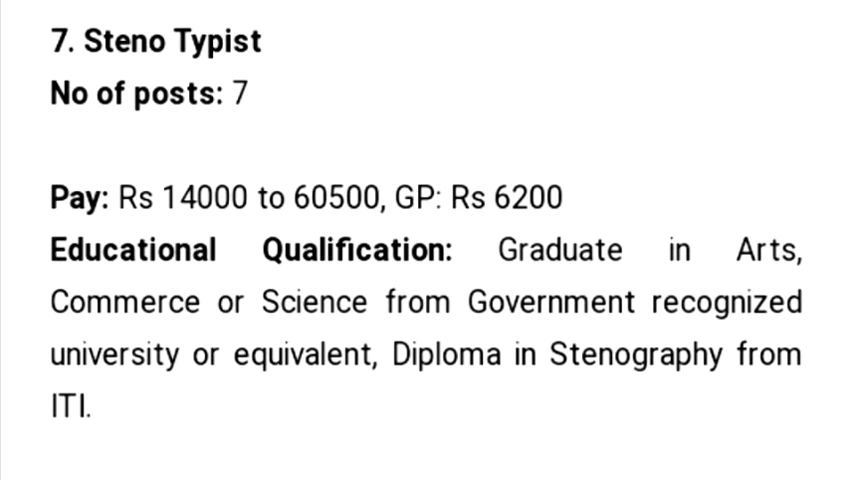 7. Steno Typist
No of posts: 7
Pay: Rs 14000 to 60500, GP: Rs 6200
Educational Qualification: Graduate in Arts,
Commerce or Science from Government recognized
university or equivalent, Diploma in Stenography from
ITI.